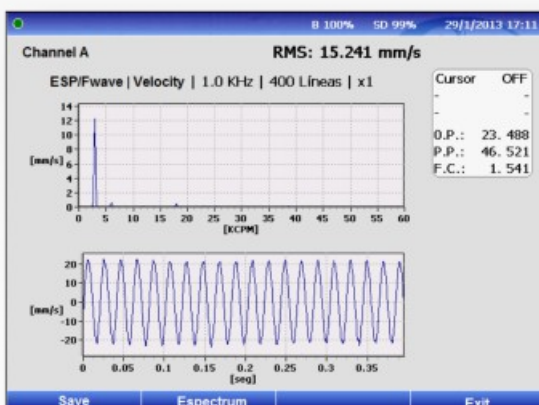 B 100% SD 99% 29/1/2013 17:11
Channel A RMS: 15.241 mm/s
ESP/Fwave | Velocity | 1.0 KHz | 400 Líneas | x1
Cursor OFF
- -
- -
O.P.: 23. 488
P.P.: 46. 521
F.C.: 1. 541
14
12
10
8
[mm/s]
6
4
2
0
0 5 10 15 20 25 30 35 40 45 50 55 60
[KCPM]
20
10
[mm/s] 0
-10
-20
0 0.05 0.1 0.15 0.2 0.25 0.3 0.35
[seg]
Save Espectrum Exit